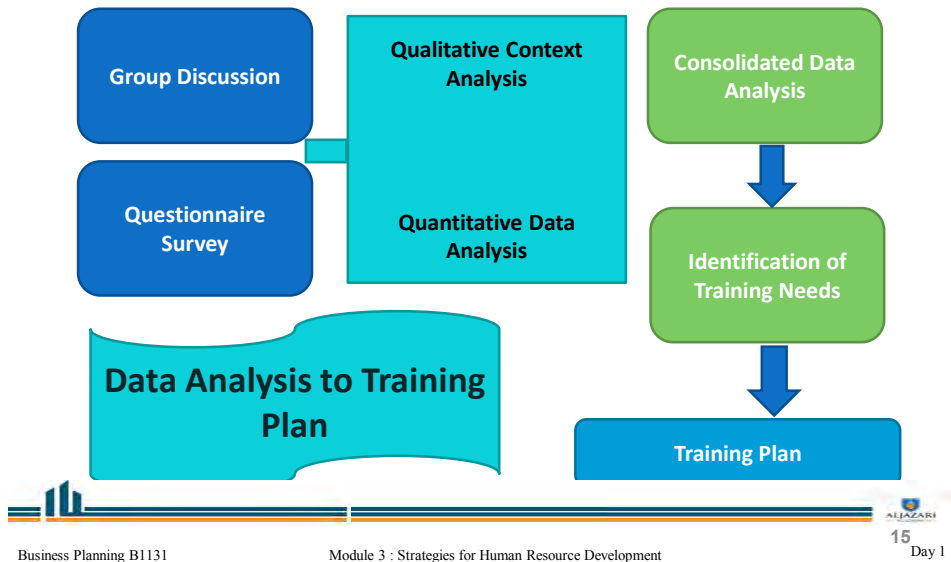 Group Discussion
Questionnaire
Survey
Qualitative Context
Analysis
Quantitative Data
Analysis
Consolidated Data
Analysis
Identification of
Training Needs
Training Plan
Data Analysis to Training
Plan
ALJAZARI
15
Business Planning B1131
Module 3 : Strategies for Human Resource Development
Day 1